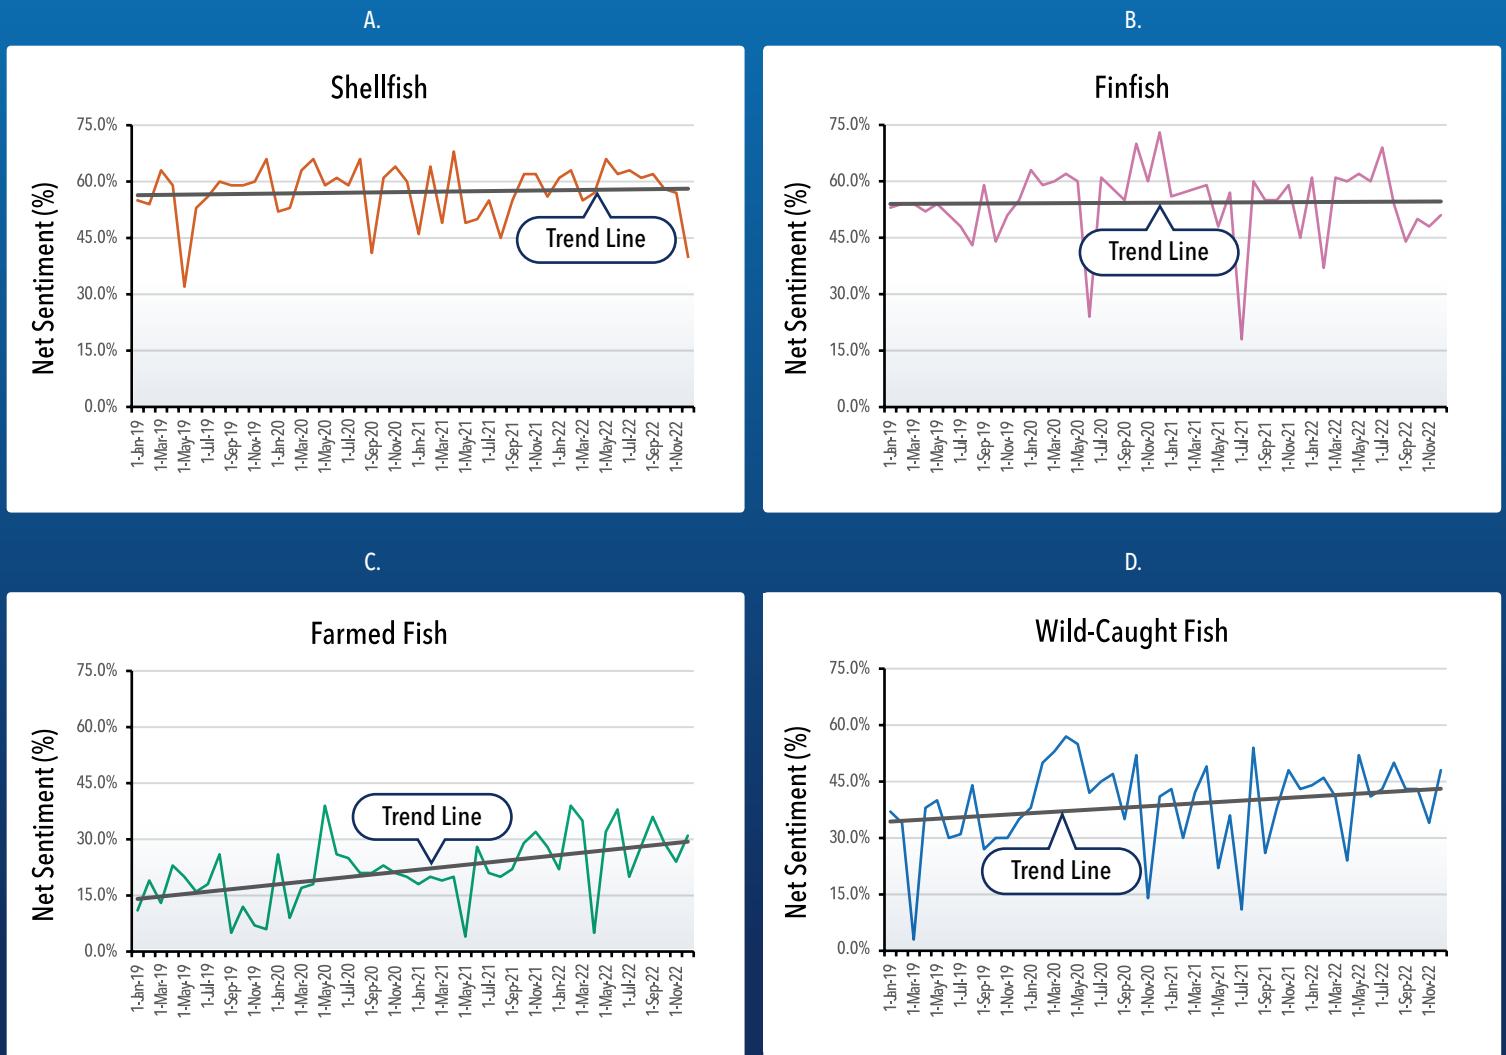 A.
Shellfish
Net Sentiment (%)
75.0%
60.0%
45.0%
30.0%
15.0%
0.0%
Trend Line
1-Jan-19
1-Mar-19
1-May-19
1-Jul-19
1-Sep-19
1-Nov-19
1-Jan-20
1-Mar-20
1-May-20
1-Jul-20
1-Sep-20
1-Nov-20
1-Jan-21
1-Mar-21
1-May-21
1-Jul-21
1-Sep-21
1-Nov-21
1-Jan-22
1-Mar-22
1-May-22
1-Jul-22
1-Sep-22
1-Nov-22
B.
Finfish
Net Sentiment (%)
75.0%
60.0%
45.0%
30.0%
15.0%
0.0%
Trend Line
1-Jan-19
1-Mar-19
1-May-19
1-Jul-19
1-Sep-19
1-Nov-19
1-Jan-20
1-Mar-20
1-May-20
1-Jul-20
1-Sep-20
1-Nov-20
1-Jan-21
1-Mar-21
1-May-21
1-Jul-21
1-Sep-21
1-Nov-21
1-Jan-22
1-Mar-22
1-May-22
1-Jul-22
1-Sep-22
1-Nov-22
C.
Farmed Fish
Net Sentiment (%)
75.0%
60.0%
45.0%
30.0%
15.0%
0.0%
Trend Line
1-Jan-19
1-Mar-19
1-May-19
1-Jul-19
1-Sep-19
1-Nov-19
1-Jan-20
1-Mar-20
1-May-20
1-Jul-20
1-Sep-20
1-Nov-20
1-Jan-21
1-Mar-21
1-May-21
1-Jul-21
1-Sep-21
1-Nov-21
1-Jan-22
1-Mar-22
1-May-22
1-Jul-22
1-Sep-22
1-Nov-22
D.
Wild-Caught Fish
Net Sentiment (%)
75.0%
60.0%
45.0%
30.0%
15.0%
0.0%
Trend Line
1-Jan-19
1-Mar-19
1-May-19
1-Jul-19
1-Sep-19
1-Nov-19
1-Jan-20
1-Mar-20
1-May-20
1-Jul-20
1-Sep-20
1-Nov-20
1-Jan-21
1-Mar-21
1-May-21
1-Jul-21
1-Sep-21
1-Nov-21
1-Jan-22
1-Mar-22
1-May-22
1-Jul-22
1-Sep-22
1-Nov-22